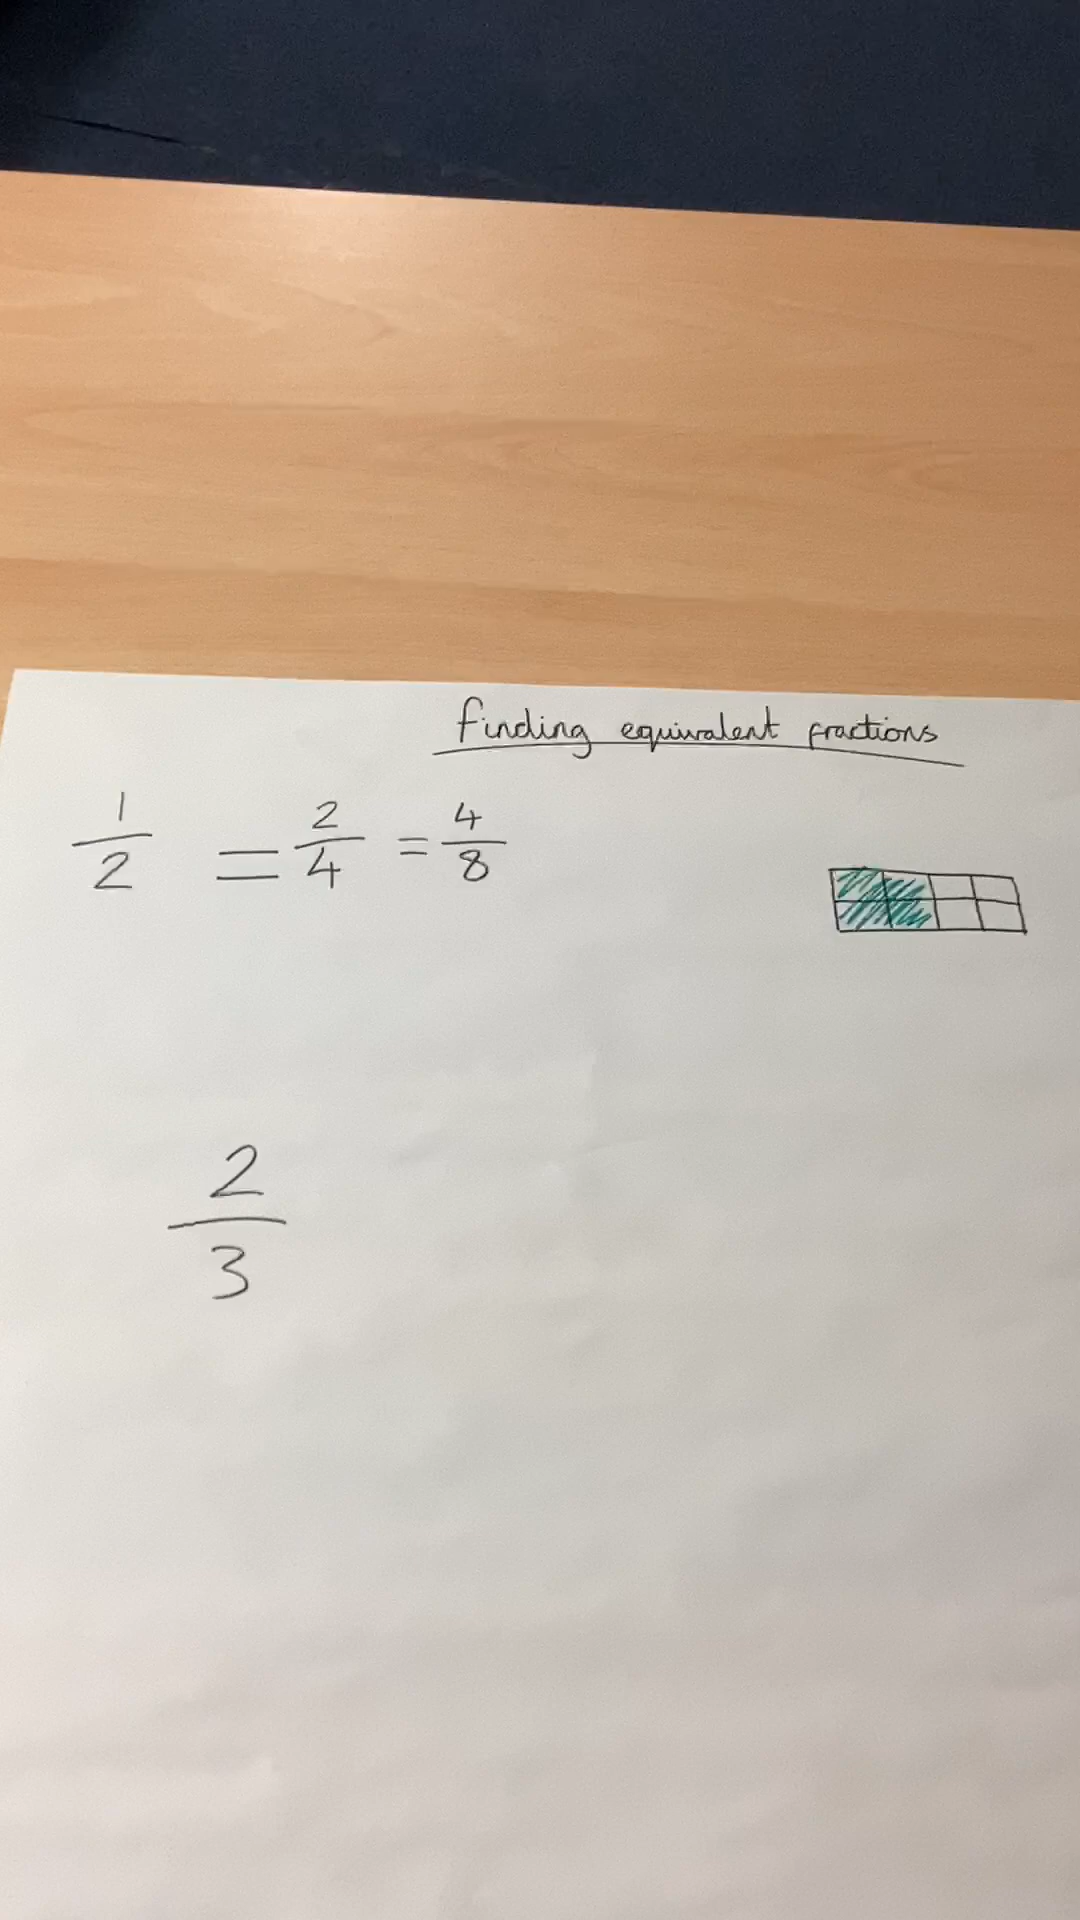 finding equivalent fractions
1/2 = 2/4 = 4/8
2/3